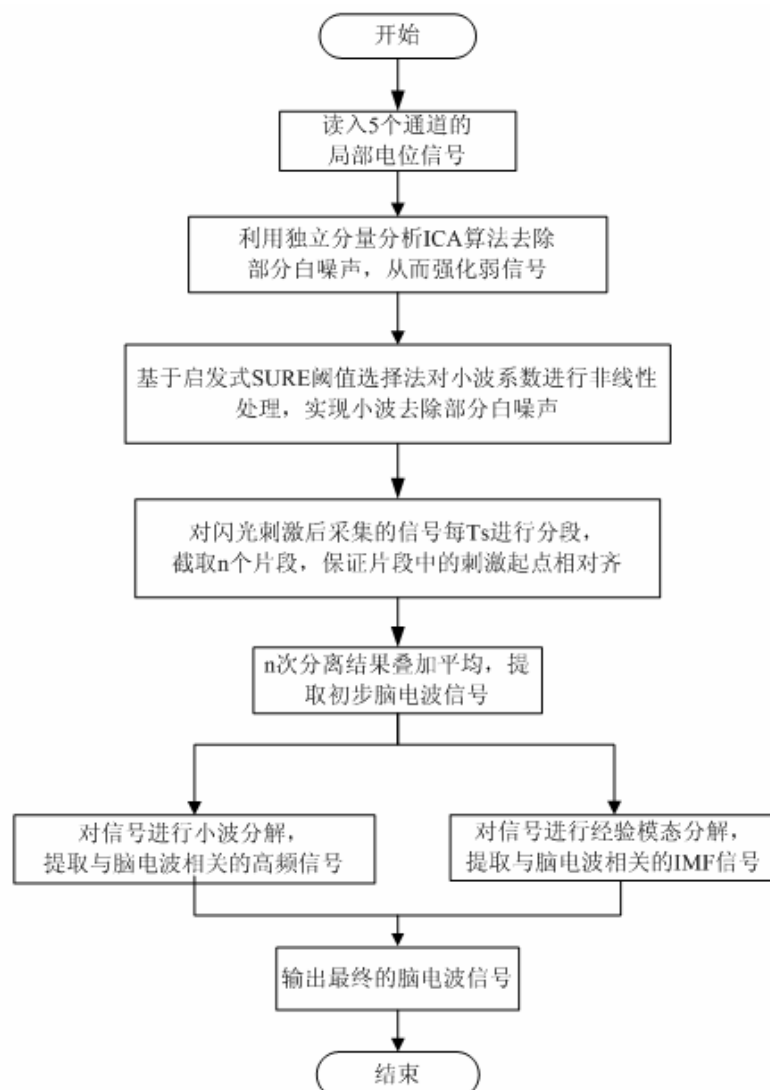 开始
读入5个通道的
局部电位信号
利用独立分量分析ICA算法去除
部分白噪声，从而强化弱信号
基于启发式SURE阈值选择法对小波系数进行非线性
处理，实现小波去除部分白噪声
对闪光刺激后采集的信号每Ts进行分段，
截取n个片段，保证片段中的刺激起点相对齐
n次分离结果叠加平均，提
取初步脑电波信号
对信号进行小波分解，
提取与脑电波相关的高频信号
对信号进行经验模态分解，
提取与脑电波相关的IMF信号
输出最终的脑电波信号
结束